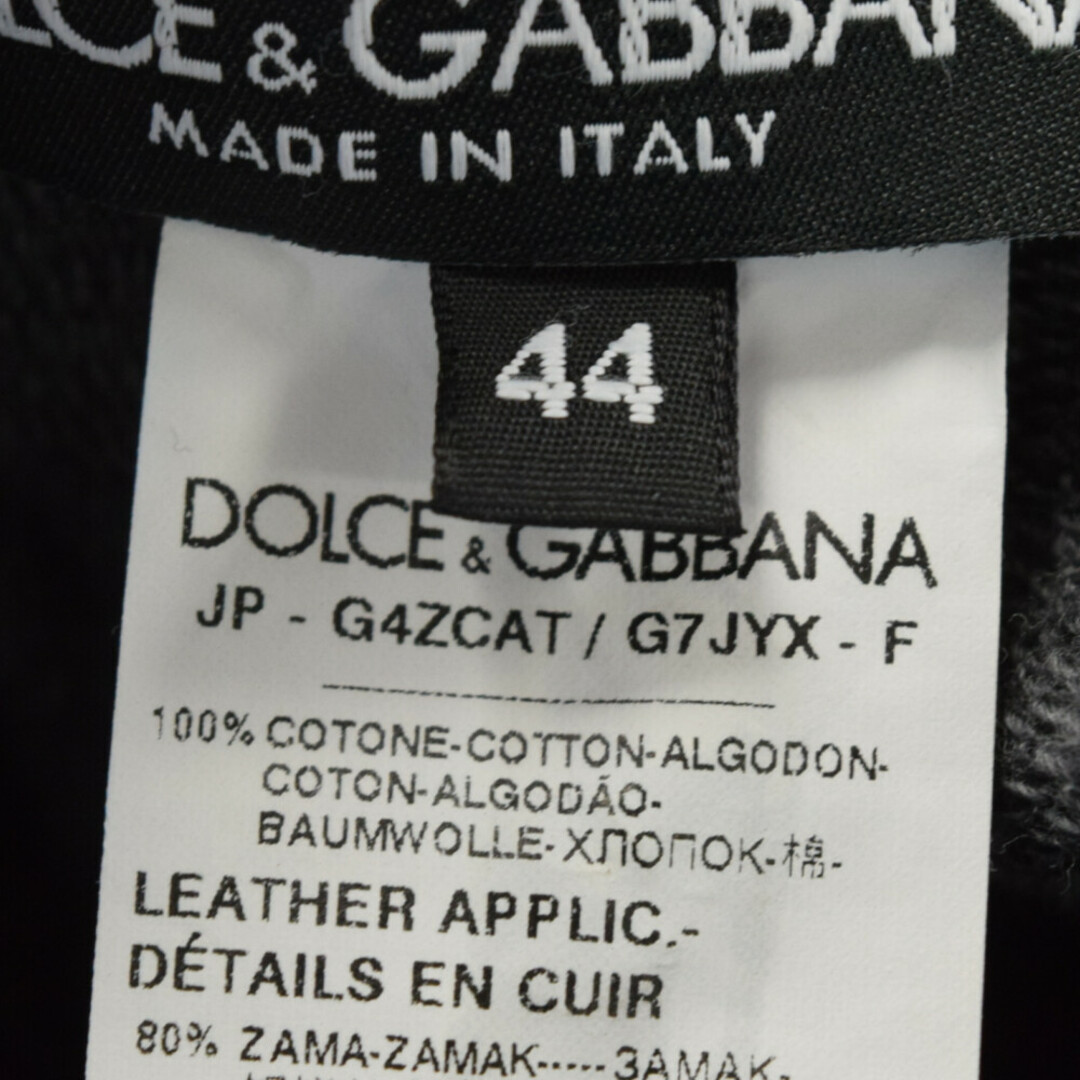 DOLCE & GABBANA
MADE IN ITALY
44
DOLCE & GABBANA
JP - G4ZCAT / G7JYX - F
100% COTONE-COTTON-ALGODON-
COTON-ALGODÃO-
BAUMWOLLE-ХЛОПОК-棉-
LEATHER APPLIC.-
DÉTAILS EN CUIR
80% ZAMA-ZAMAK-----ЗАМАК-